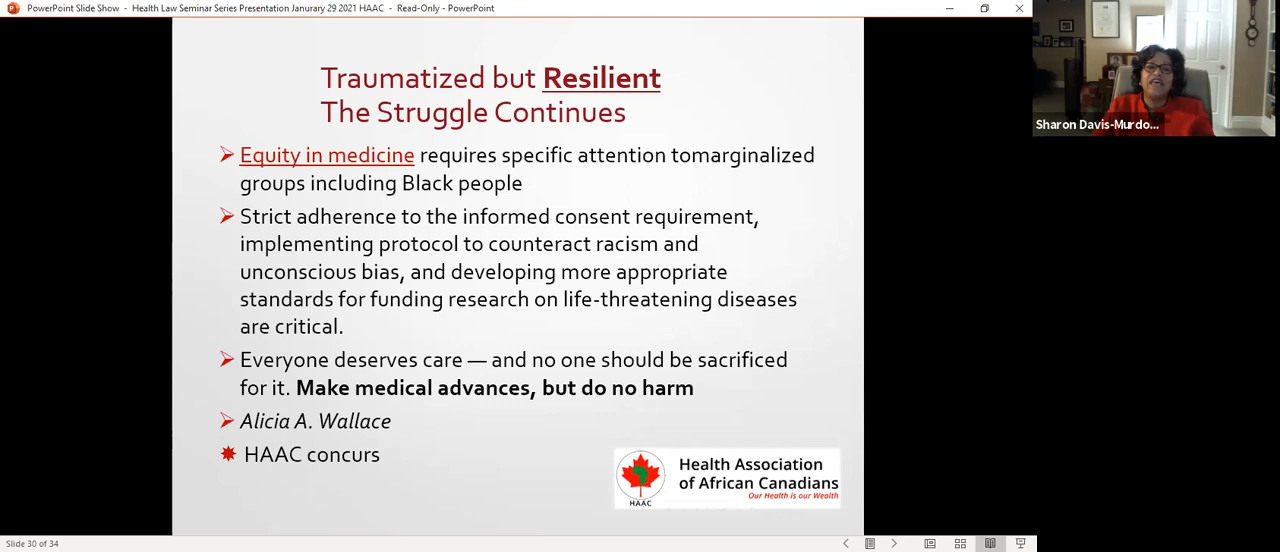 PowerPoint Slide Show - Health Law Seminar Series Presentation Janurary 29 2021 HAAC - Read-Only - PowerPoint
Traumatized but Resilient
The Struggle Continues
Equity in medicine requires specific attention tomarginalized
groups including Black people
Strict adherence to the informed consent requirement,
implementing protocol to counteract racism and
unconscious bias, and developing more appropriate
standards for funding research on life-threatening diseases
are critical.
Everyone deserves care — and no one should be sacrificed
for it. Make medical advances, but do no harm
Alicia A. Wallace
HAAC concurs
HAAC
Health Association
of African Canadians
Our Health is our Wealth
Sharon Davis-Murdo...
Slide 30 of 34